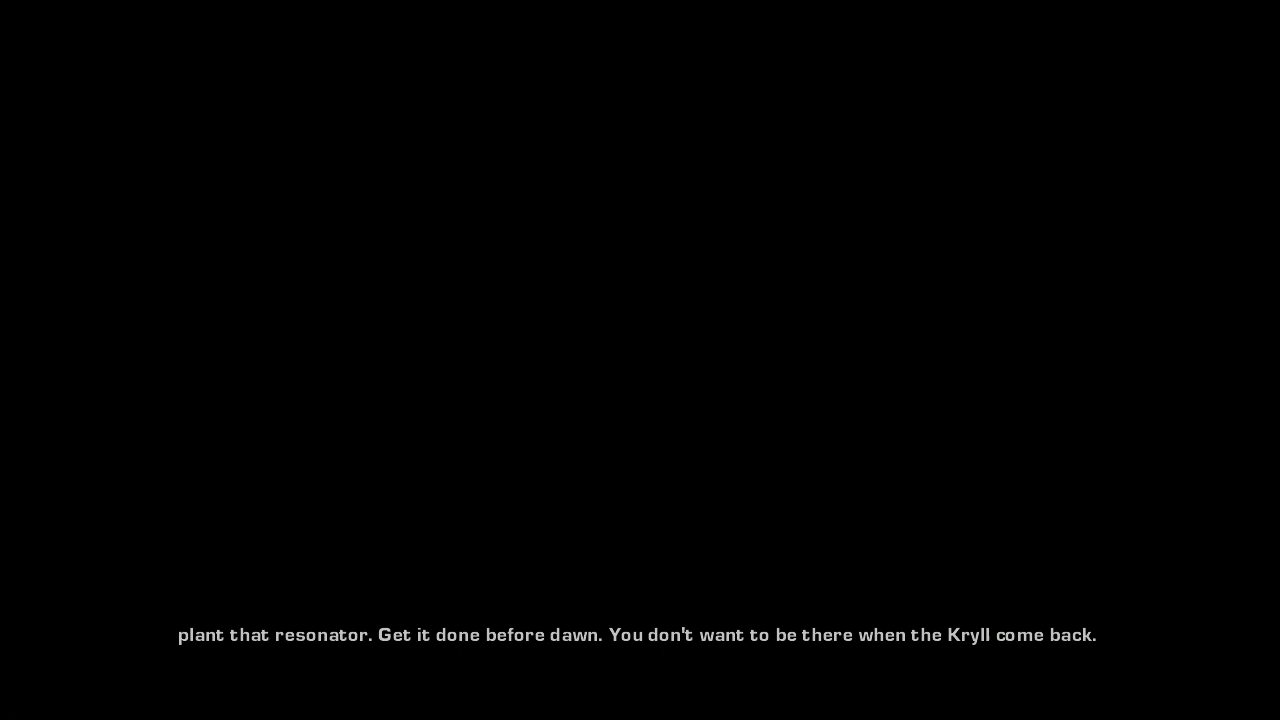 plant that resonator. Get it done before dawn. You don't want to be there when the Kryll come back.